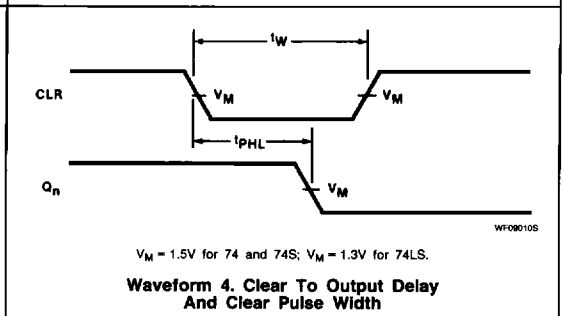 tW
CLR
VM
VM
tPHL
Qn
VM
WF09010S
VM = 1.5V for 74 and 74S; VM = 1.3V for 74LS.
Waveform 4. Clear To Output Delay
And Clear Pulse Width